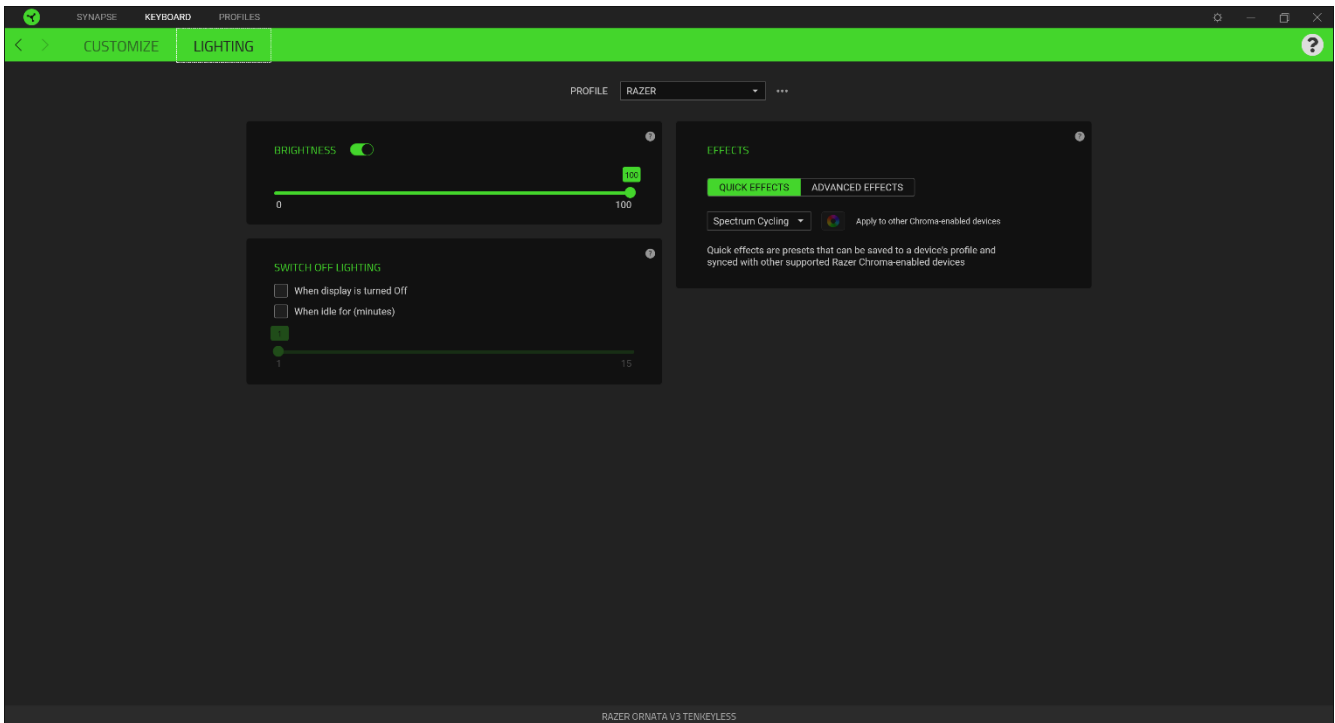 SYNAPSE KEYBOARD PROFILES
CUSTOMIZE LIGHTING
?
PROFILE RAZER
BRIGHTNESS
?
100
0 100
SWITCH OFF LIGHTING
?
When display is turned Off
When idle for (minutes)
1
1 15
EFFECTS
?
QUICK EFFECTS ADVANCED EFFECTS
Spectrum Cycling Apply to other Chroma-enabled devices
Quick effects are presets that can be saved to a device's profile and
synced with other supported Razer Chroma-enabled devices
RAZER ORNATA V3 TENKEYLESS